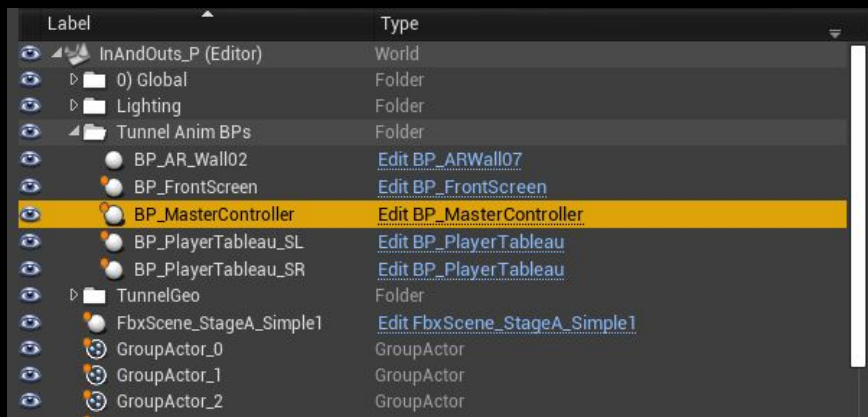 Label Type
InAndOuts_P (Editor) World
0) Global Folder
Lighting Folder
Tunnel Anim BPs Folder
BP_AR_Wall02 Edit BP_ARWall07
BP_FrontScreen Edit BP_FrontScreen
BP_MasterController Edit BP_MasterController
BP_PlayerTableau_SL Edit BP_PlayerTableau
BP_PlayerTableau_SR Edit BP_PlayerTableau
TunnelGeo Folder
FbxScene_StageA_Simple1 Edit FbxScene_StageA_Simple1
GroupActor_0 GroupActor
GroupActor_1 GroupActor
GroupActor_2 GroupActor